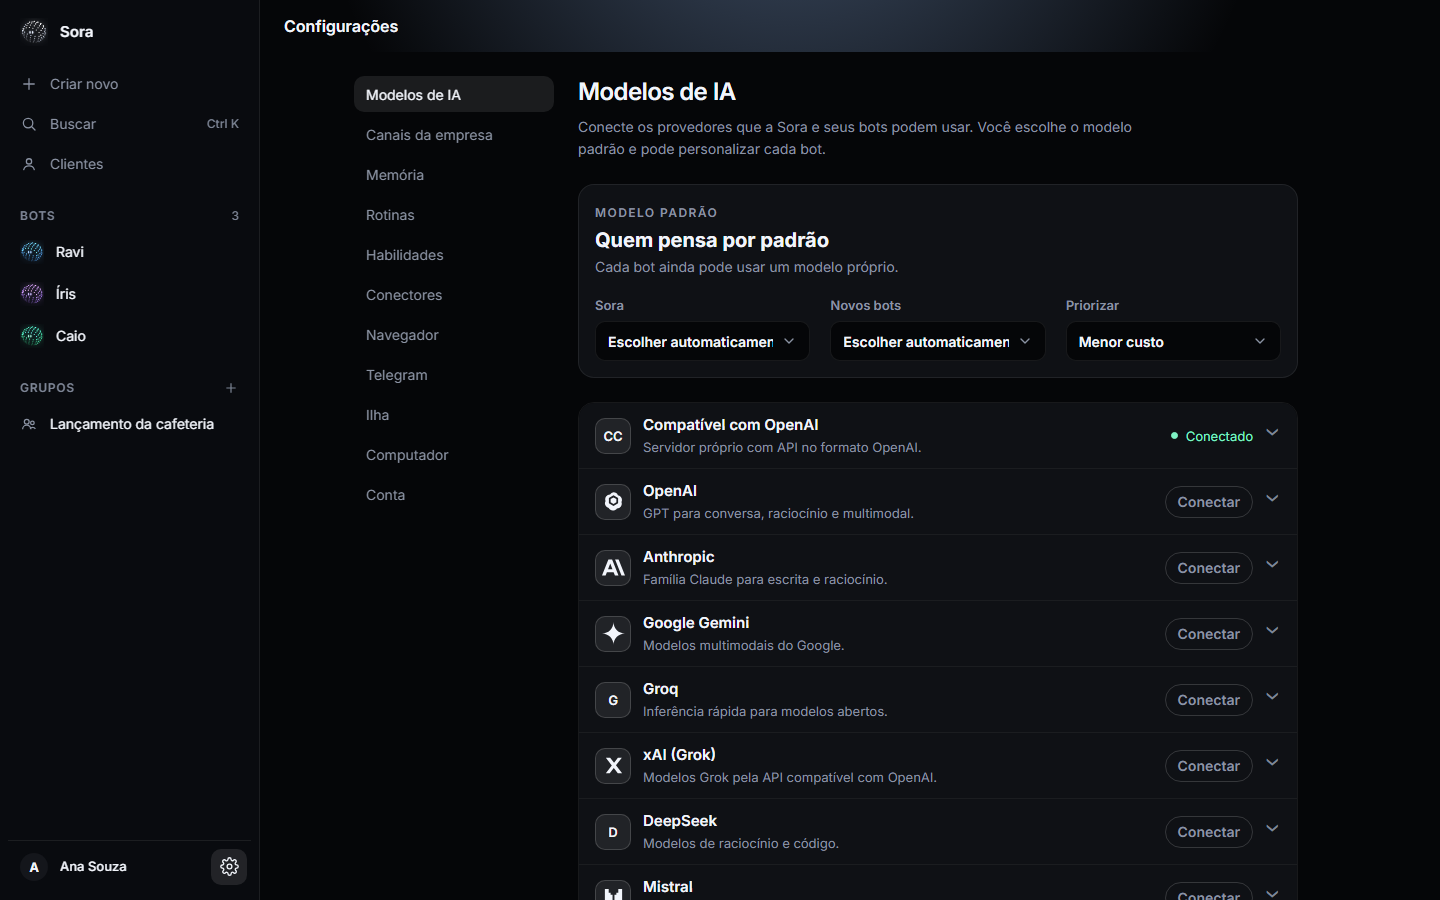 Sora
Criar novo
Buscar Ctrl K
Clientes
BOTS 3
Ravi
Íris
Caio
GRUPOS
Lançamento da cafeteria
A Ana Souza
Configurações
Modelos de IA
Canais da empresa
Memória
Rotinas
Habilidades
Conectores
Navegador
Telegram
Ilha
Computador
Conta
Modelos de IA
Conecte os provedores que a Sora e seus bots podem usar. Você escolhe o modelo
padrão e pode personalizar cada bot.
MODELO PADRÃO
Quem pensa por padrão
Cada bot ainda pode usar um modelo próprio.
Sora Novos bots Priorizar
Escolher automaticamen Escolher automaticamen Menor custo
CC
Compatível com OpenAI
Servidor próprio com API no formato OpenAI.
Conectado
OpenAI
GPT para conversa, raciocínio e multimodal.
Conectar
Anthropic
Família Claude para escrita e raciocínio.
Conectar
Google Gemini
Modelos multimodais do Google.
Conectar
G
Groq
Inferência rápida para modelos abertos.
Conectar
xAI (Grok)
Modelos Grok pela API compatível com OpenAI.
Conectar
D
DeepSeek
Modelos de raciocínio e código.
Conectar
Mistral
Conectar